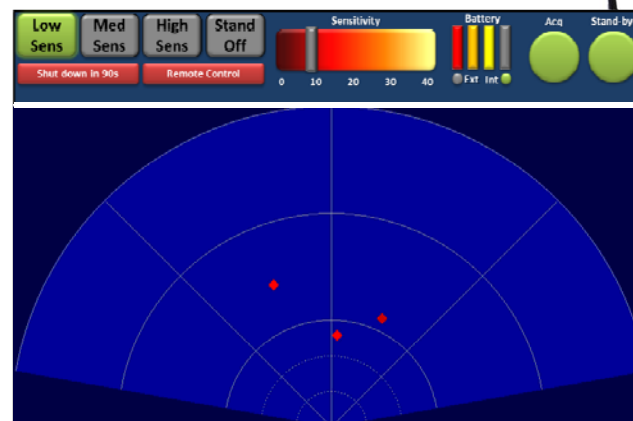 Low Sens
Med Sens
High Sens
Stand Off
Shut down in 90s
Remote Control
Sensitivity
0 10 20 30 40
Battery
Ext Int
Acq
Stand-by